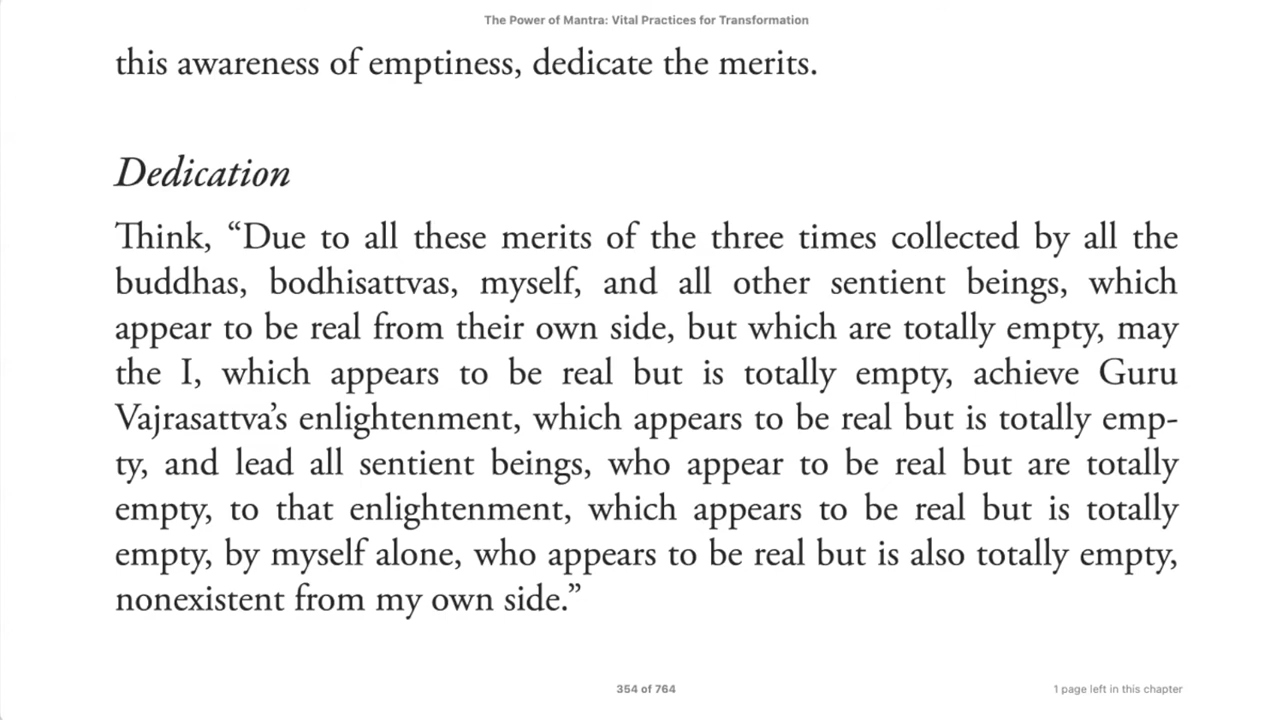 The Power of Mantra: Vital Practices for Transformation
this awareness of emptiness, dedicate the merits.
Dedication
Think, “Due to all these merits of the three times collected by all the
buddhas, bodhisattvas, myself, and all other sentient beings, which
appear to be real from their own side, but which are totally empty, may
the I, which appears to be real but is totally empty, achieve Guru
Vajrasattva’s enlightenment, which appears to be real but is totally emp-
ty, and lead all sentient beings, who appear to be real but are totally
empty, to that enlightenment, which appears to be real but is totally
empty, by myself alone, who appears to be real but is also totally empty,
nonexistent from my own side.”
354 of 764
1 page left in this chapter